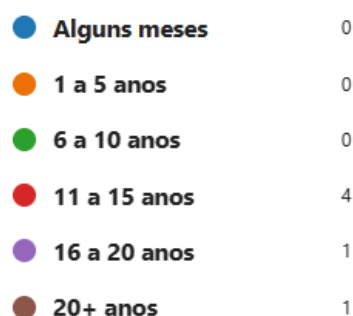 Alguns meses 0
1 a 5 anos 0
6 a 10 anos 0
11 a 15 anos 4
16 a 20 anos 1
20+ anos 1